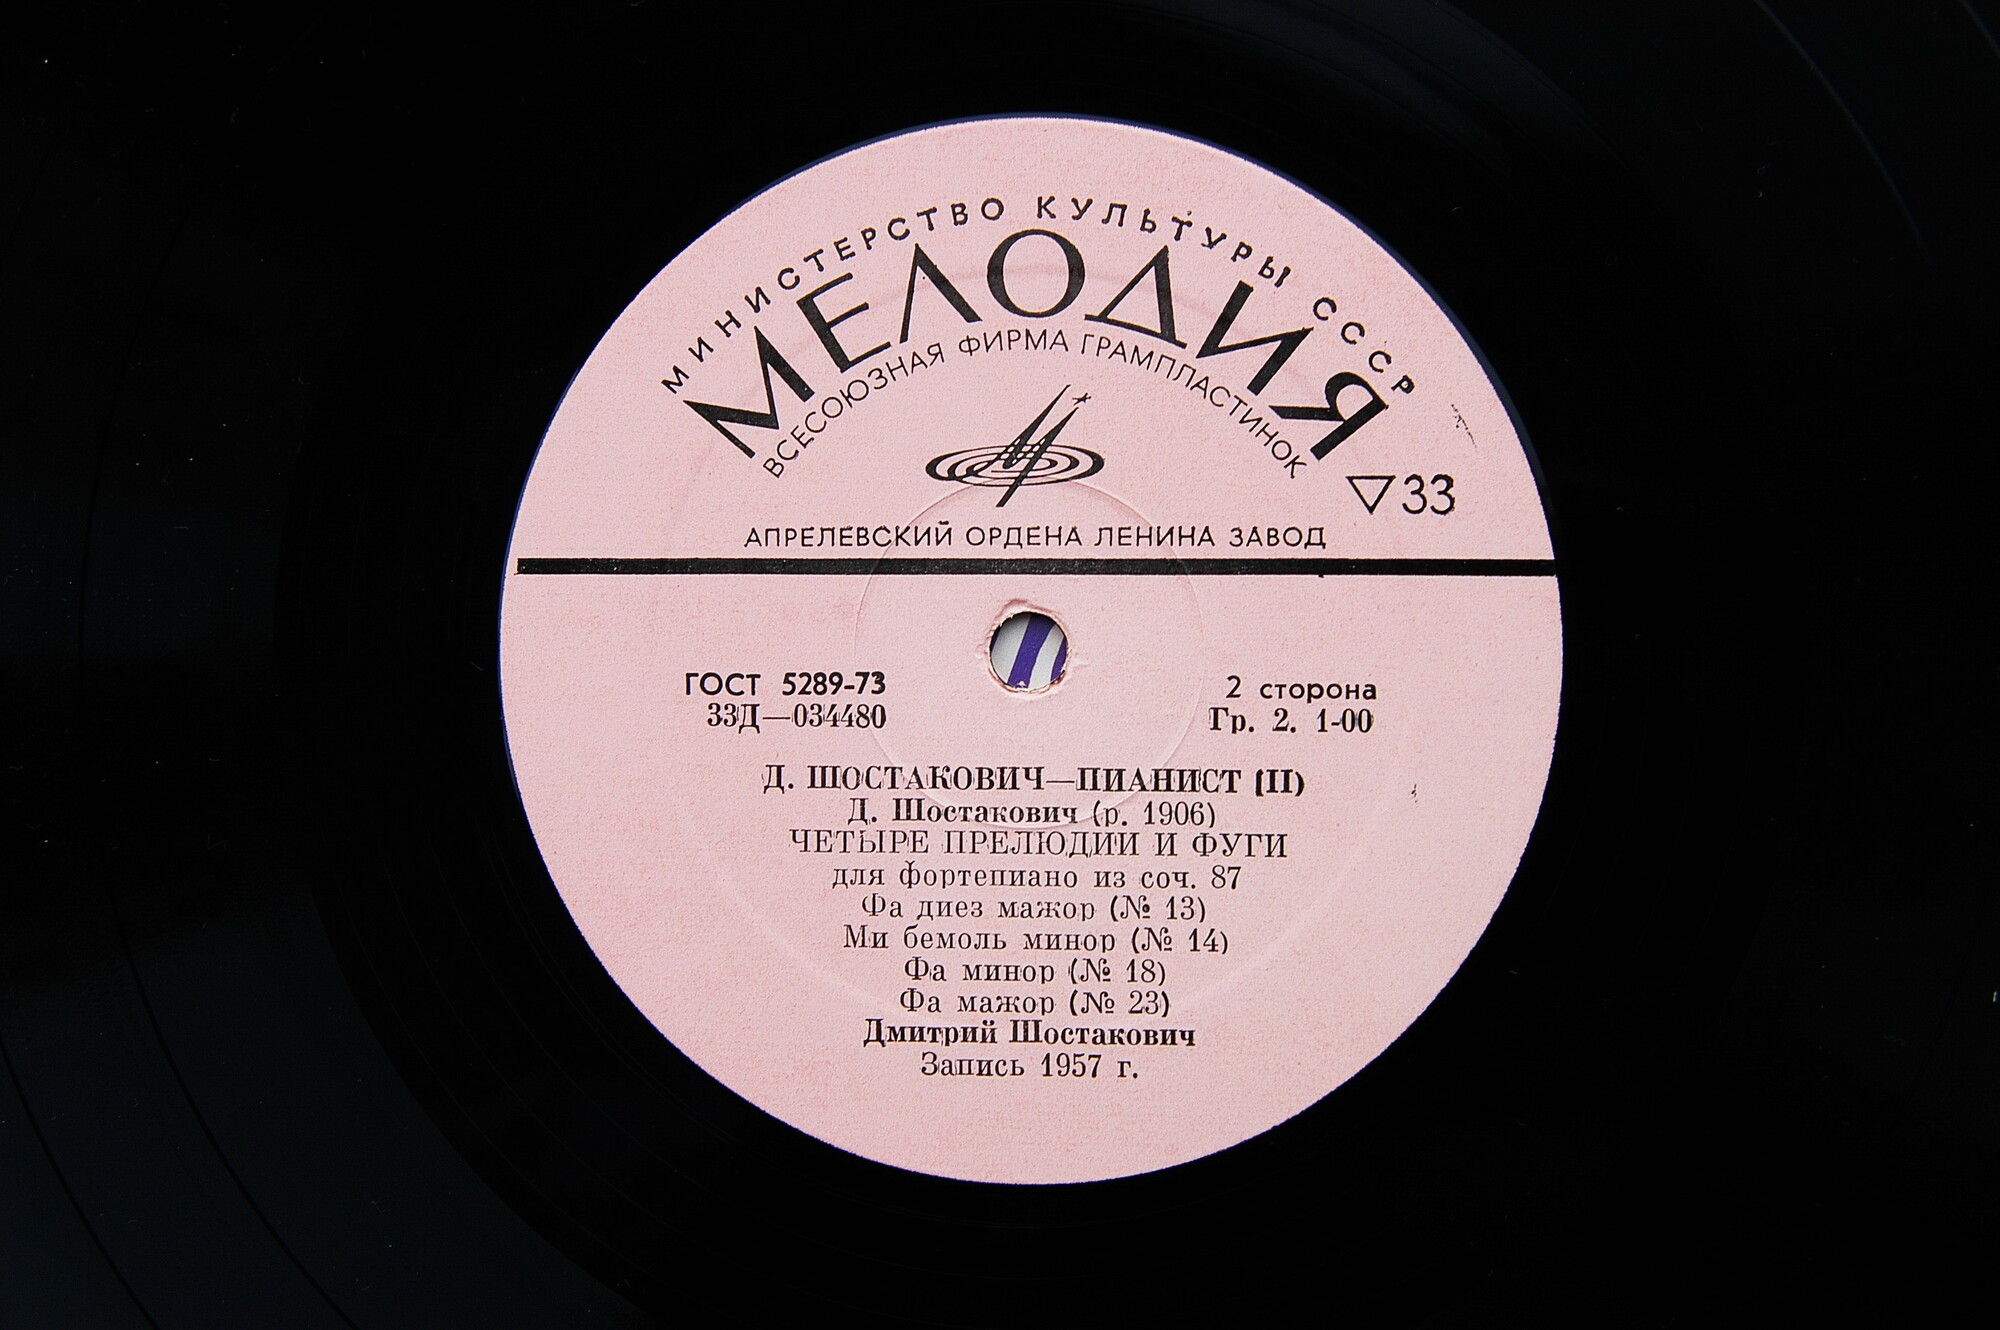 МИНИСТЕРСТВО КУЛЬТУРЫ СССР
МЕЛОДИЯ
ВСЕСОЮЗНАЯ ФИРМА ГРАМПЛАСТИНОК
▽33
АПРЕЛЕВСКИЙ ОРДЕНА ЛЕНИНА ЗАВОД
ГОСТ 5289-73
33Д—034480
2 сторона
Гр. 2. 1-00
Д. ШОСТАКОВИЧ—ПИАНИСТ (II)
Д. Шостакович (р. 1906)
ЧЕТЫРЕ ПРЕЛЮДИИ И ФУГИ
для фортепиано из соч. 87
Фа диез мажор (№ 13)
Ми бемоль минор (№ 14)
Фа минор (№ 18)
Фа мажор (№ 23)
Дмитрий Шостакович
Запись 1957 г.